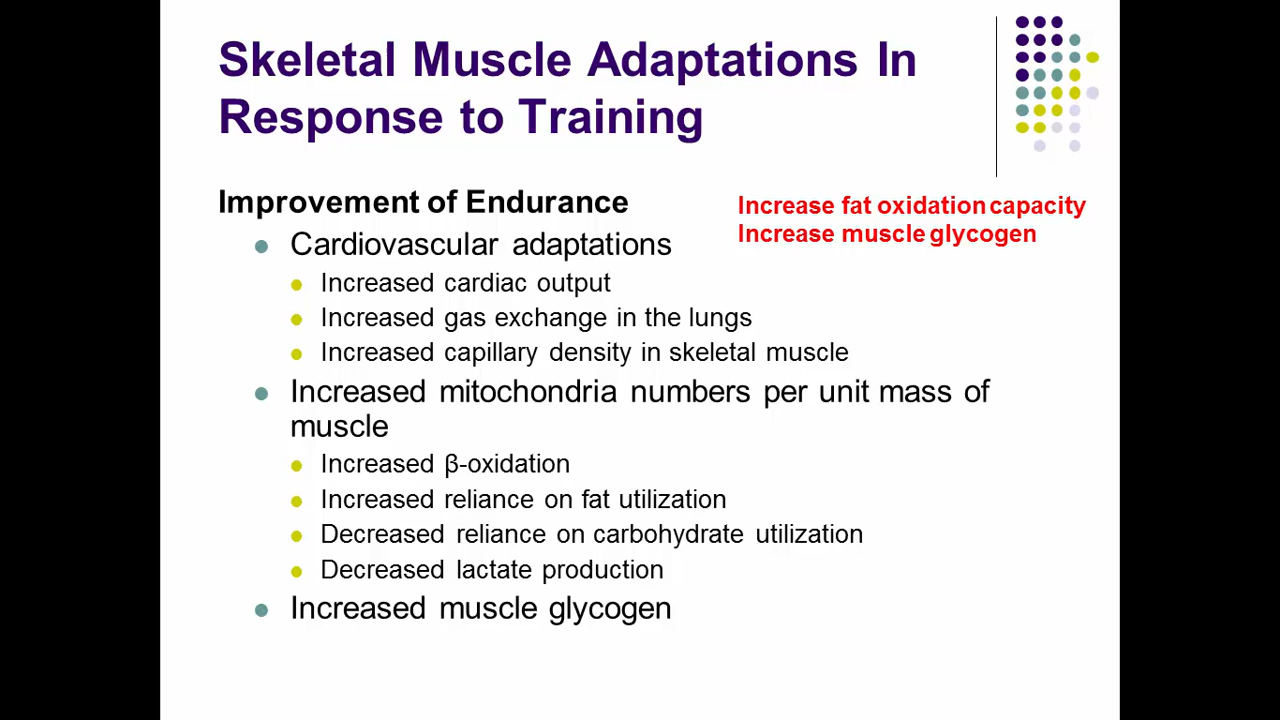 Skeletal Muscle Adaptations In
Response to Training
Improvement of Endurance
Increase fat oxidation capacity
Increase muscle glycogen
Cardiovascular adaptations
Increased cardiac output
Increased gas exchange in the lungs
Increased capillary density in skeletal muscle
Increased mitochondria numbers per unit mass of
muscle
Increased β-oxidation
Increased reliance on fat utilization
Decreased reliance on carbohydrate utilization
Decreased lactate production
Increased muscle glycogen